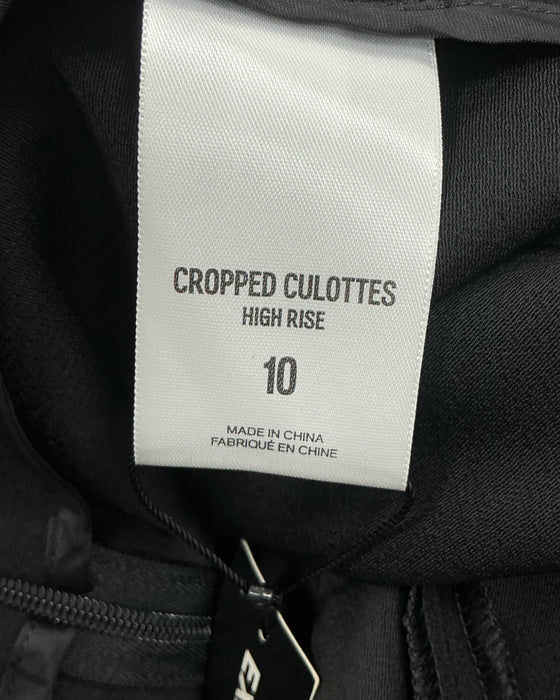 CROPPED CULOTTES
HIGH RISE
10
MADE IN CHINA
FABRIQUÉ EN CHINE